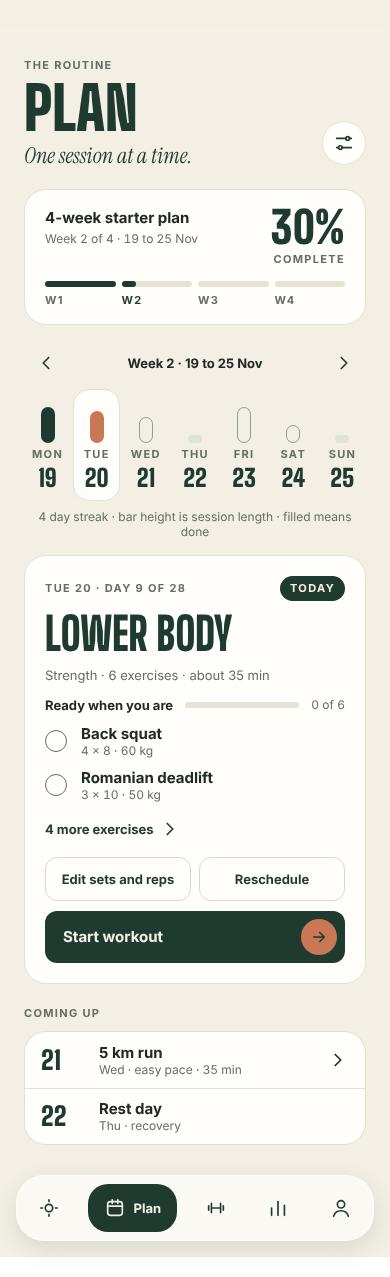 THE ROUTINE
PLAN
One session at a time.
4-week starter plan
Week 2 of 4 · 19 to 25 Nov
30%
COMPLETE
W1 W2 W3 W4
Week 2 · 19 to 25 Nov
MON TUE WED THU FRI SAT SUN
19 20 21 22 23 24 25
4 day streak · bar height is session length · filled means
done
TUE 20 · DAY 9 OF 28
TODAY
LOWER BODY
Strength · 6 exercises · about 35 min
Ready when you are 0 of 6
Back squat
4 × 8 · 60 kg
Romanian deadlift
3 × 10 · 50 kg
4 more exercises
Edit sets and reps Reschedule
Start workout
COMING UP
21 5 km run
Wed · easy pace · 35 min
22 Rest day
Thu · recovery
Plan